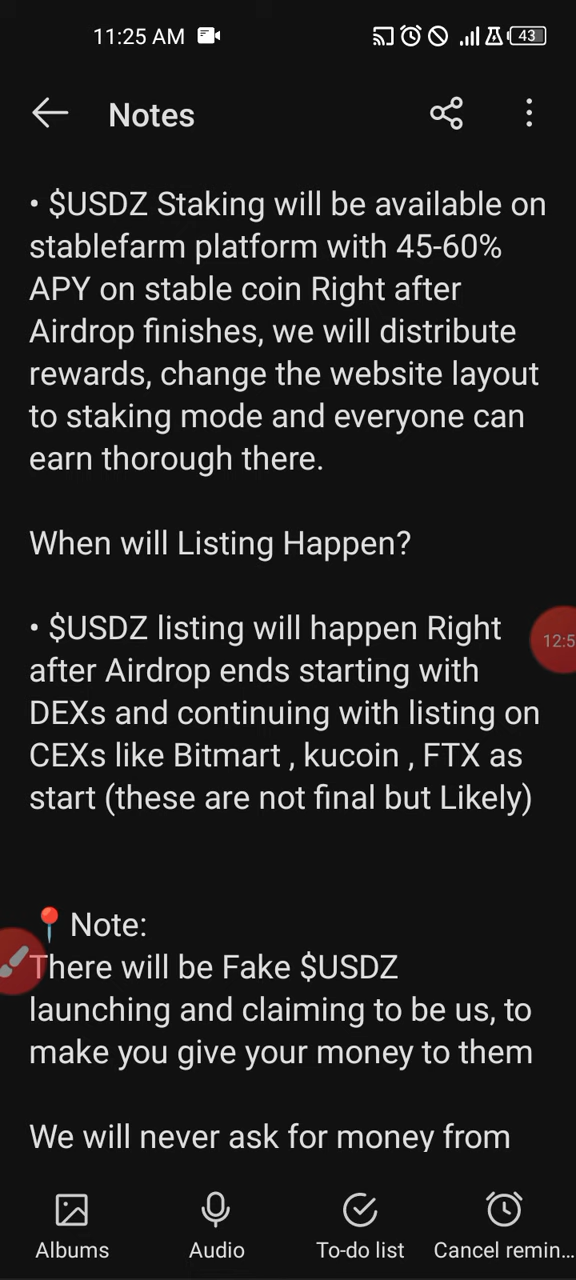 11:25 AM
43
Notes
• $USDZ Staking will be available on
stablefarm platform with 45-60%
APY on stable coin Right after
Airdrop finishes, we will distribute
rewards, change the website layout
to staking mode and everyone can
earn thorough there.
When will Listing Happen?
• $USDZ listing will happen Right
after Airdrop ends starting with
DEXs and continuing with listing on
CEXs like Bitmart , kucoin , FTX as
start (these are not final but Likely)
12:5
📍 Note:
There will be Fake $USDZ
launching and claiming to be us, to
make you give your money to them
We will never ask for money from
Albums
Audio
To-do list
Cancel remin...